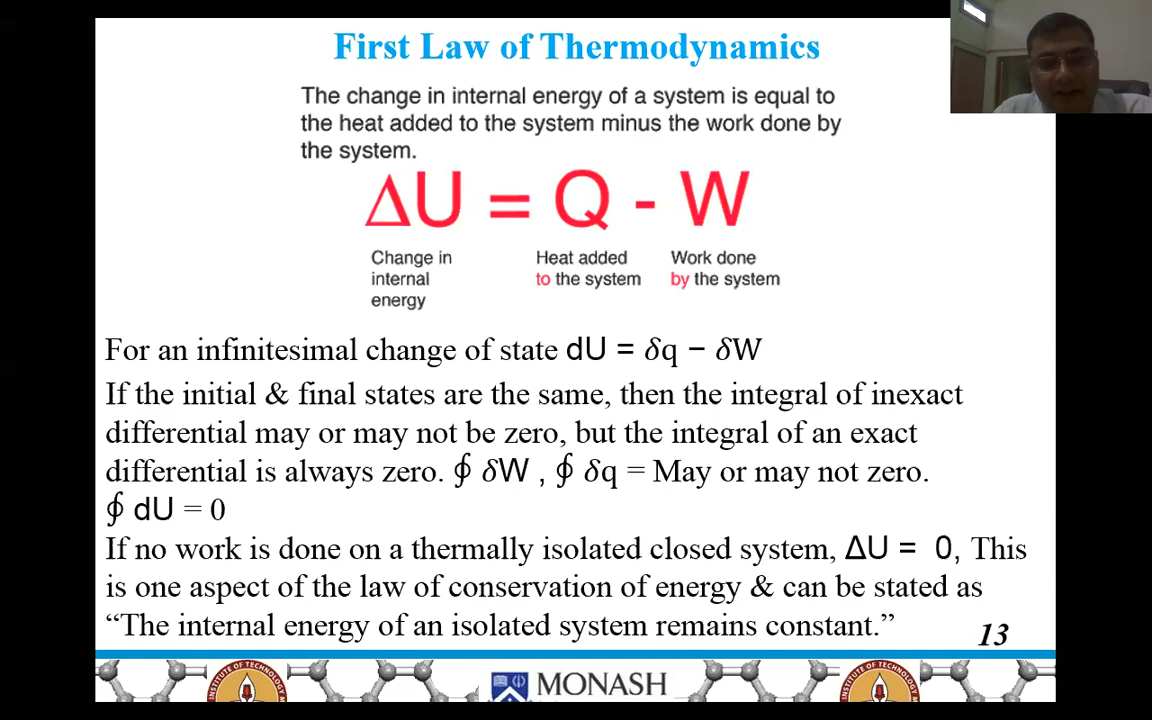 First Law of Thermodynamics
The change in internal energy of a system is equal to
the heat added to the system minus the work done by
the system.
ΔU = Q - W
Change in
internal
energy
Heat added
to the system
Work done
by the system
For an infinitesimal change of state dU = δq − δW
If the initial & final states are the same, then the integral of inexact
differential may or may not be zero, but the integral of an exact
differential is always zero. ∮ δW , ∮ δq = May or may not zero.
∮ dU = 0
If no work is done on a thermally isolated closed system, ΔU = 0, This
is one aspect of the law of conservation of energy & can be stated as
“The internal energy of an isolated system remains constant.”
13
INSTITUTE OF TECHNOLOGY
MONASH
INSTITUTE OF TECHNOLOGY